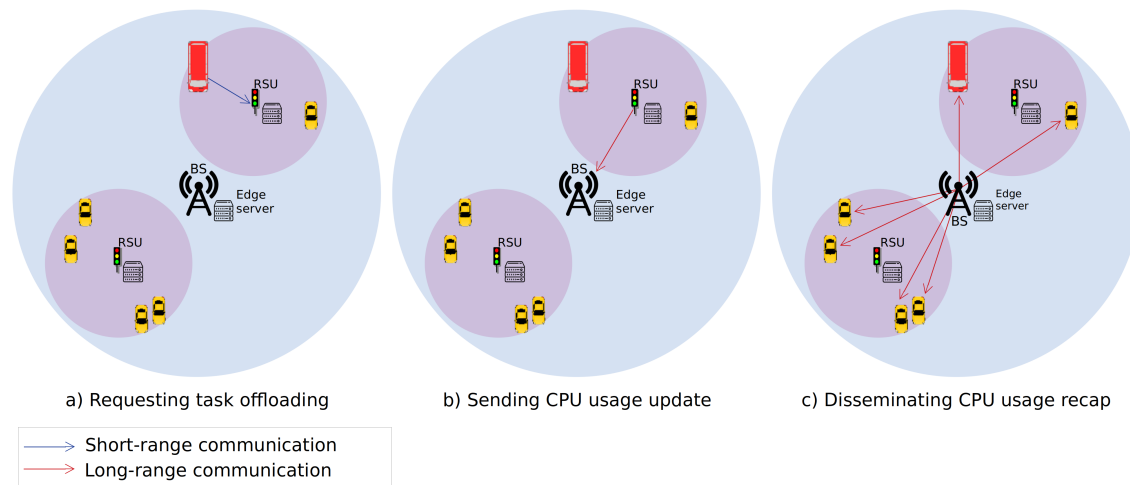 RSU
BS
Edge
server
RSU
a) Requesting task offloading
RSU
BS
Edge
server
RSU
b) Sending CPU usage update
RSU
Edge
server
BS
RSU
c) Disseminating CPU usage recap
Short-range communication
Long-range communication